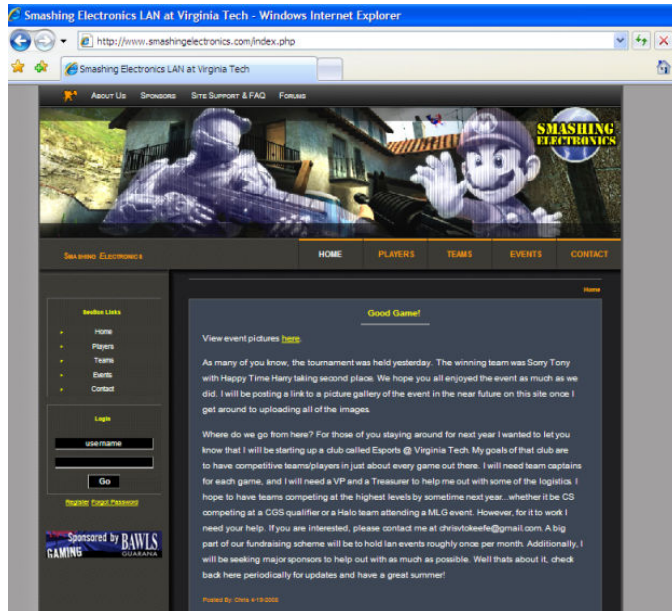 Smashing Electronics LAN at Virginia Tech - Windows Internet Explorer
http://www.smashingelectronics.com/index.php
Smashing Electronics LAN at Virginia Tech
About Us Sponsors Site Support & FAQ Forums
SMASHING
ELECTRONICS
Smashing Electronics
HOME PLAYERS TEAMS EVENTS CONTACT
Home
Section Links
Home
Players
Teams
Events
Contact
Login
username
Go
Register Forgot Password
Sponsored by BAWLS
GAMING GUARANA
Good Game!
View event pictures here.
As many of you know, the tournament was held yesterday. The winning team was Sorry Tony
with Happy Time Harry taking second place. We hope you all enjoyed the event as much as we
did. I will be posting a link to a picture gallery of the event in the near future on this site once I
get around to uploading all of the images.
Where do we go from here? For those of you staying around for next year I wanted to let you
know that I will be starting up a club called Esports @ Virginia Tech. My goals of that club are
to have competitive teams/players in just about every game out there. I will need team captains
for each game, and I will need a VP and a Treasurer to help me out with some of the logistics. I
hope to have teams competing at the highest levels by sometime next year...whether it be CS
competing at a CGS qualifier or a Halo team attending a MLG event. However, for it to work I
need your help. If you are interested, please contact me at chrisvtokeefe@gmail.com. A big
part of our fundraising scheme will be to hold lan events roughly once per month. Additionally, I
will be seeking major sponsors to help out with as much as possible. Well thats about it, check
back here periodically for updates and have a great summer!
Posted By: Chris 4-19-2008